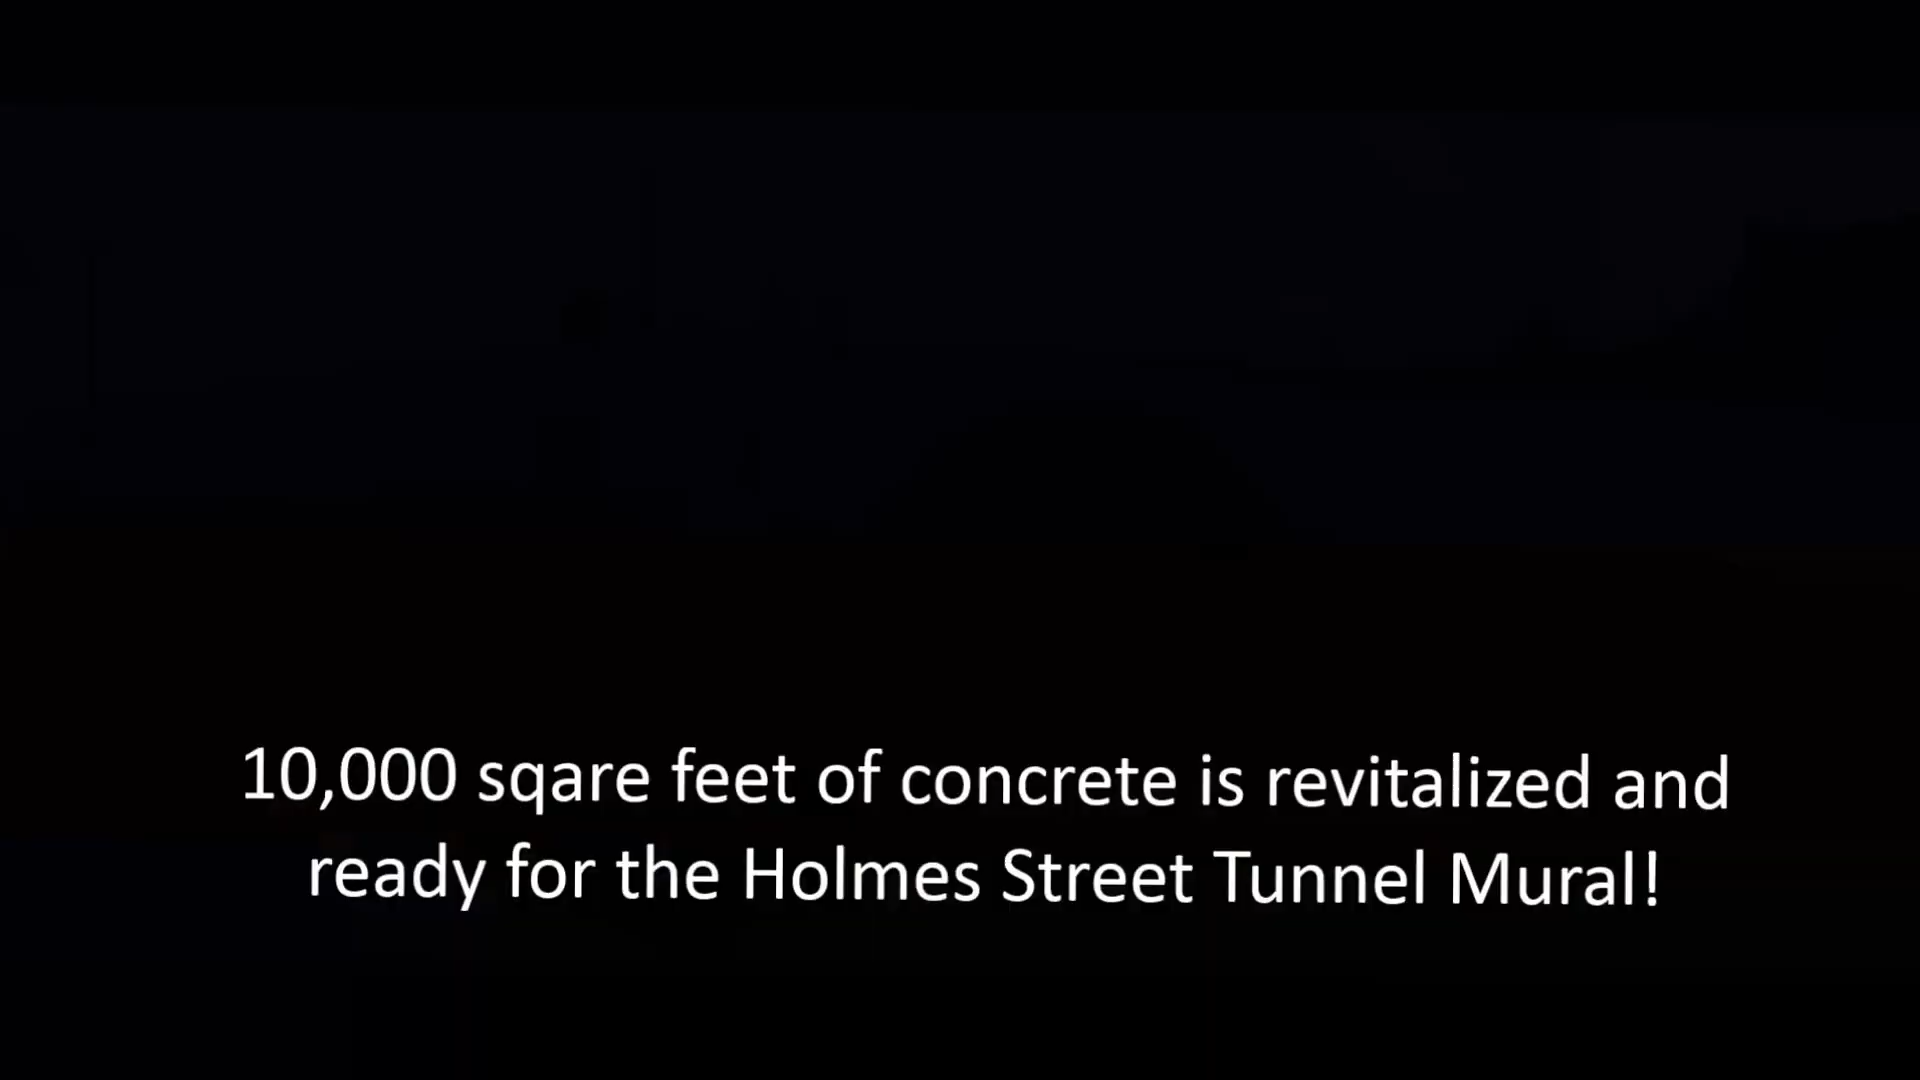 10,000 sqare feet of concrete is revitalized and
ready for the Holmes Street Tunnel Mural!